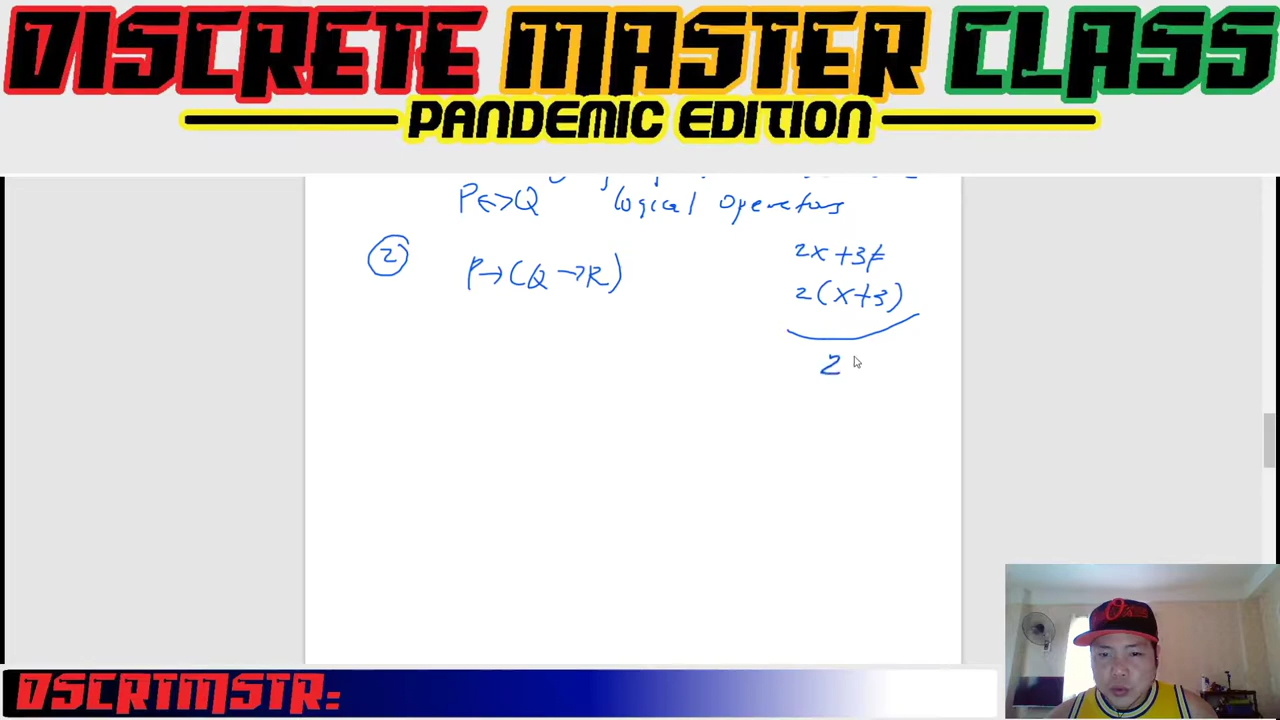 DISCRETE MASTER CLASS
PANDEMIC EDITION
P<->Q logical operators
② P→(Q→R)
2x+3≠
2(x+3)
2
DSCRTMSTR: